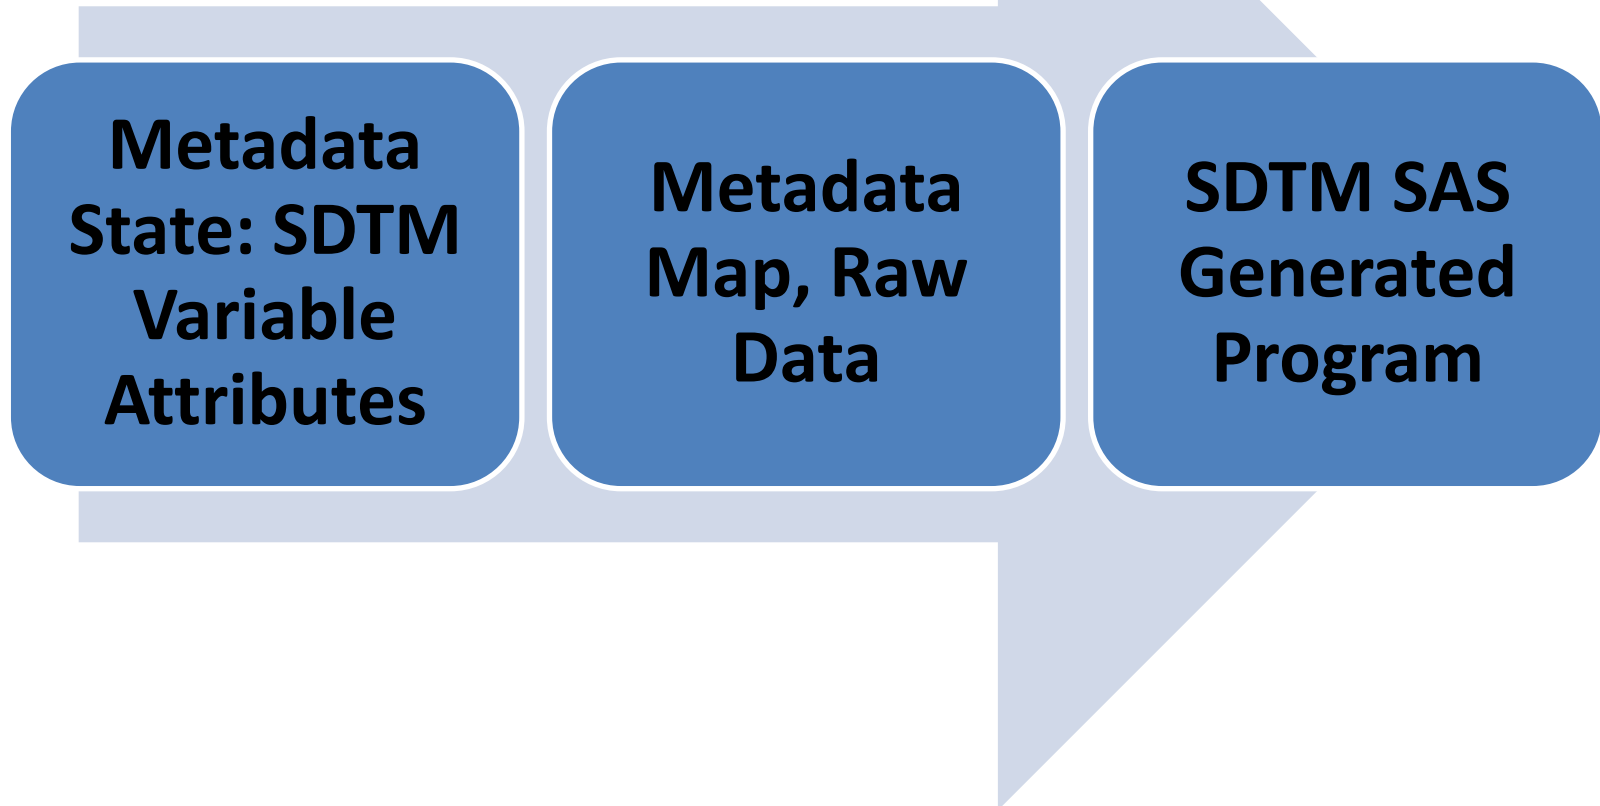 Metadata
State: SDTM
Variable
Attributes
Metadata
Map, Raw
Data
SDTM SAS
Generated
Program